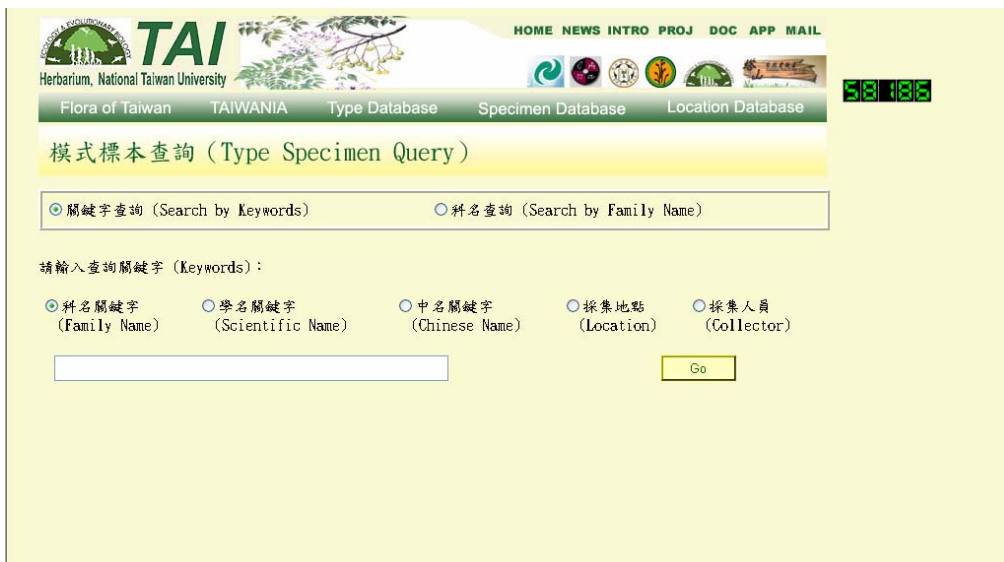 ECOLOGY & EVOLUTIONARY BIOLOGY
TAI
Herbarium, National Taiwan University
HOME NEWS INTRO PROJ DOC APP MAIL
58186
Flora of Taiwan TAIWANIA Type Database Specimen Database Location Database
模式標本查詢 (Type Specimen Query)
關鍵字查詢 (Search by Keywords) 科名查詢 (Search by Family Name)
請輸入查詢關鍵字 (Keywords):
科名關鍵字 學名關鍵字 中名關鍵字 採集地點 採集人員
(Family Name) (Scientific Name) (Chinese Name) (Location) (Collector)
Go